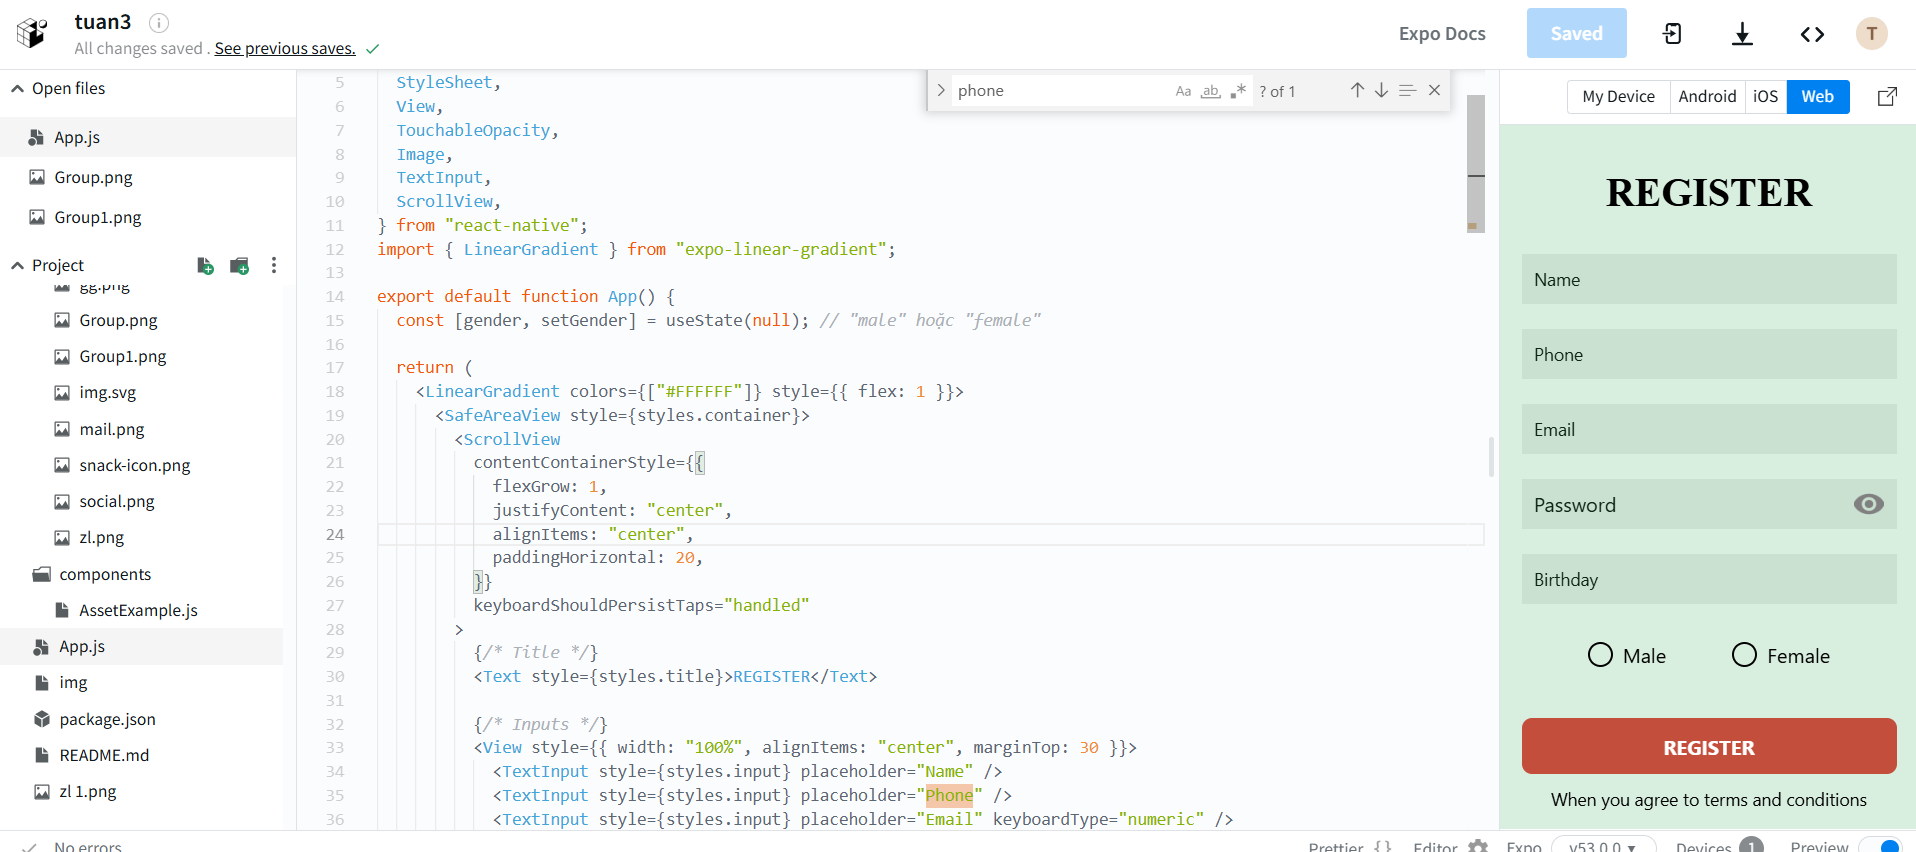 tuan3
All changes saved . See previous saves.
Expo Docs
Saved
T
Open files
App.js
Group.png
Group1.png
Project
gg.png
Group.png
Group1.png
img.svg
mail.png
snack-icon.png
social.png
zl.png
components
AssetExample.js
App.js
img
package.json
README.md
zl 1.png
phone
Aa
ab
? of 1
5 StyleSheet,
6 View,
7 TouchableOpacity,
8 Image,
9 TextInput,
10 ScrollView,
11 } from "react-native";
12 import { LinearGradient } from "expo-linear-gradient";
13
14 export default function App() {
15 const [gender, setGender] = useState(null); // "male" hoặc "female"
16
17 return (
18 <LinearGradient colors={["#FFFFFF"]} style={{ flex: 1 }}>
19 <SafeAreaView style={styles.container}>
20 <ScrollView
21 contentContainerStyle={{
22 flexGrow: 1,
23 justifyContent: "center",
24 alignItems: "center",
25 paddingHorizontal: 20,
26 }}
27 keyboardShouldPersistTaps="handled"
28 >
29 {/* Title */}
30 <Text style={styles.title}>REGISTER</Text>
31
32 {/* Inputs */}
33 <View style={{ width: "100%", alignItems: "center", marginTop: 30 }}>
34 <TextInput style={styles.input} placeholder="Name" />
35 <TextInput style={styles.input} placeholder="Phone" />
36 <TextInput style={styles.input} placeholder="Email" keyboardType="numeric" />
My Device
Android
iOS
Web
REGISTER
Name
Phone
Email
Password
Birthday
Male
Female
REGISTER
When you agree to terms and conditions
No errors
Prettier {}
Editor
Expo
v53.0.0
Devices 1
Preview